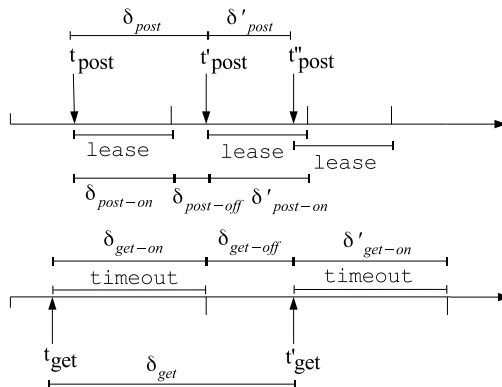 δpost δ'post
tpost t'post t"post
lease lease
lease
δpost−on δpost−off δ'post−on
δget−on δget−off δ'get−on
timeout timeout
tget t'get
δget